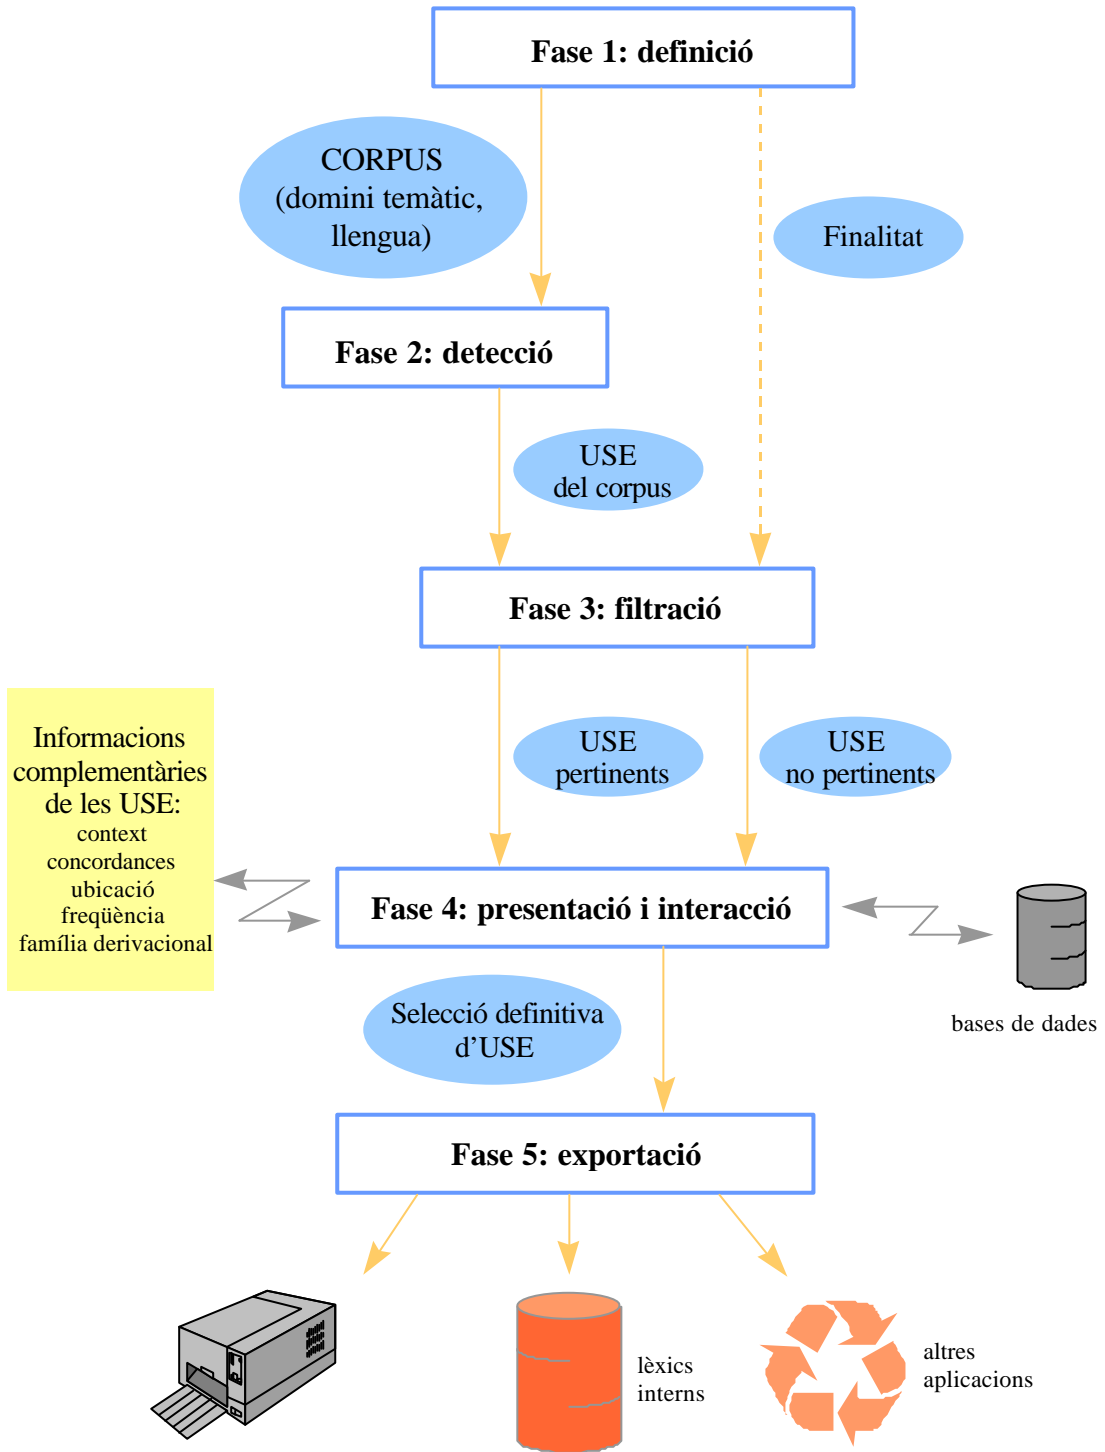 Fase 1: definició
CORPUS
(domini temàtic,
llengua)
Finalitat
Fase 2: detecció
USE
del corpus
Fase 3: filtració
USE
pertinents
USE
no pertinents
Informacions
complementàries
de les USE:
context
concordances
ubicació
freqüència
família derivacional
Fase 4: presentació i interacció
bases de dades
Selecció definitiva
d’USE
Fase 5: exportació
lèxics
interns
altres
aplicacions